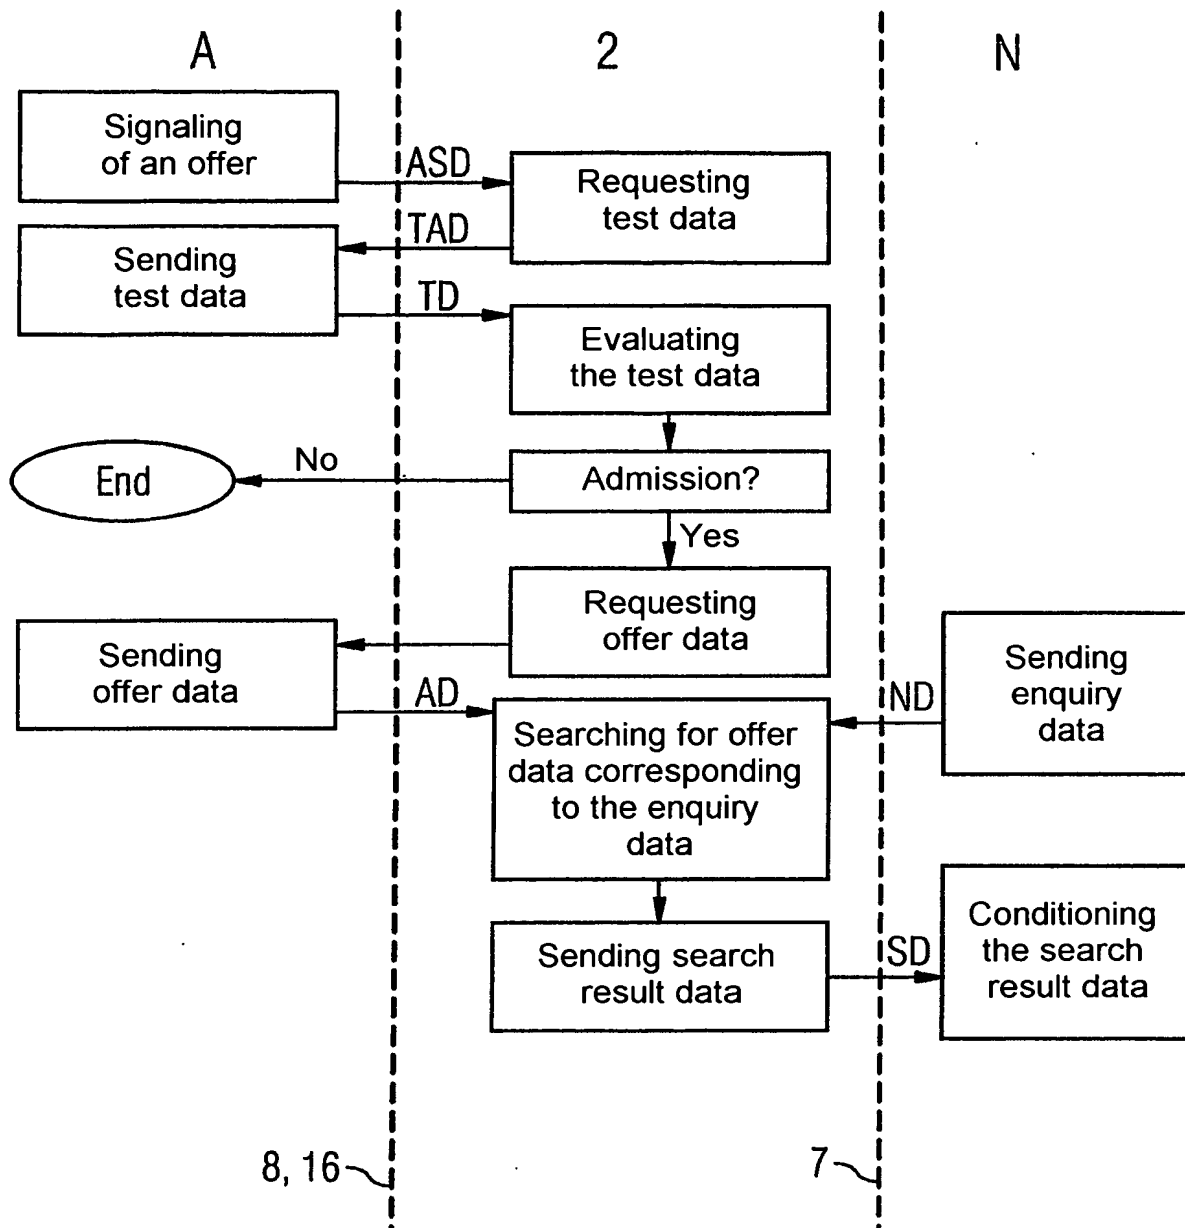 A
2
N
Signaling
of an offer
ASD
Requesting
test data
TAD
Sending
test data
TD
Evaluating
the test data
No
End
Admission?
Yes
Requesting
offer data
Sending
offer data
AD
Sending
enquiry
data
ND
Searching for offer
data corresponding
to the enquiry
data
Sending search
result data
SD
Conditioning
the search
result data
8, 16
7